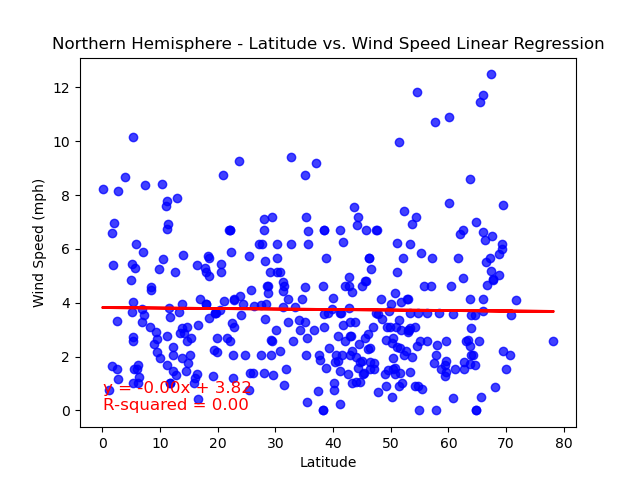 Northern Hemisphere - Latitude vs. Wind Speed Linear Regression
Wind Speed (mph)
12
10
8
6
4
2
0
y = -0.00x + 3.82
R-squared = 0.00
0 10 20 30 40 50 60 70 80
Latitude